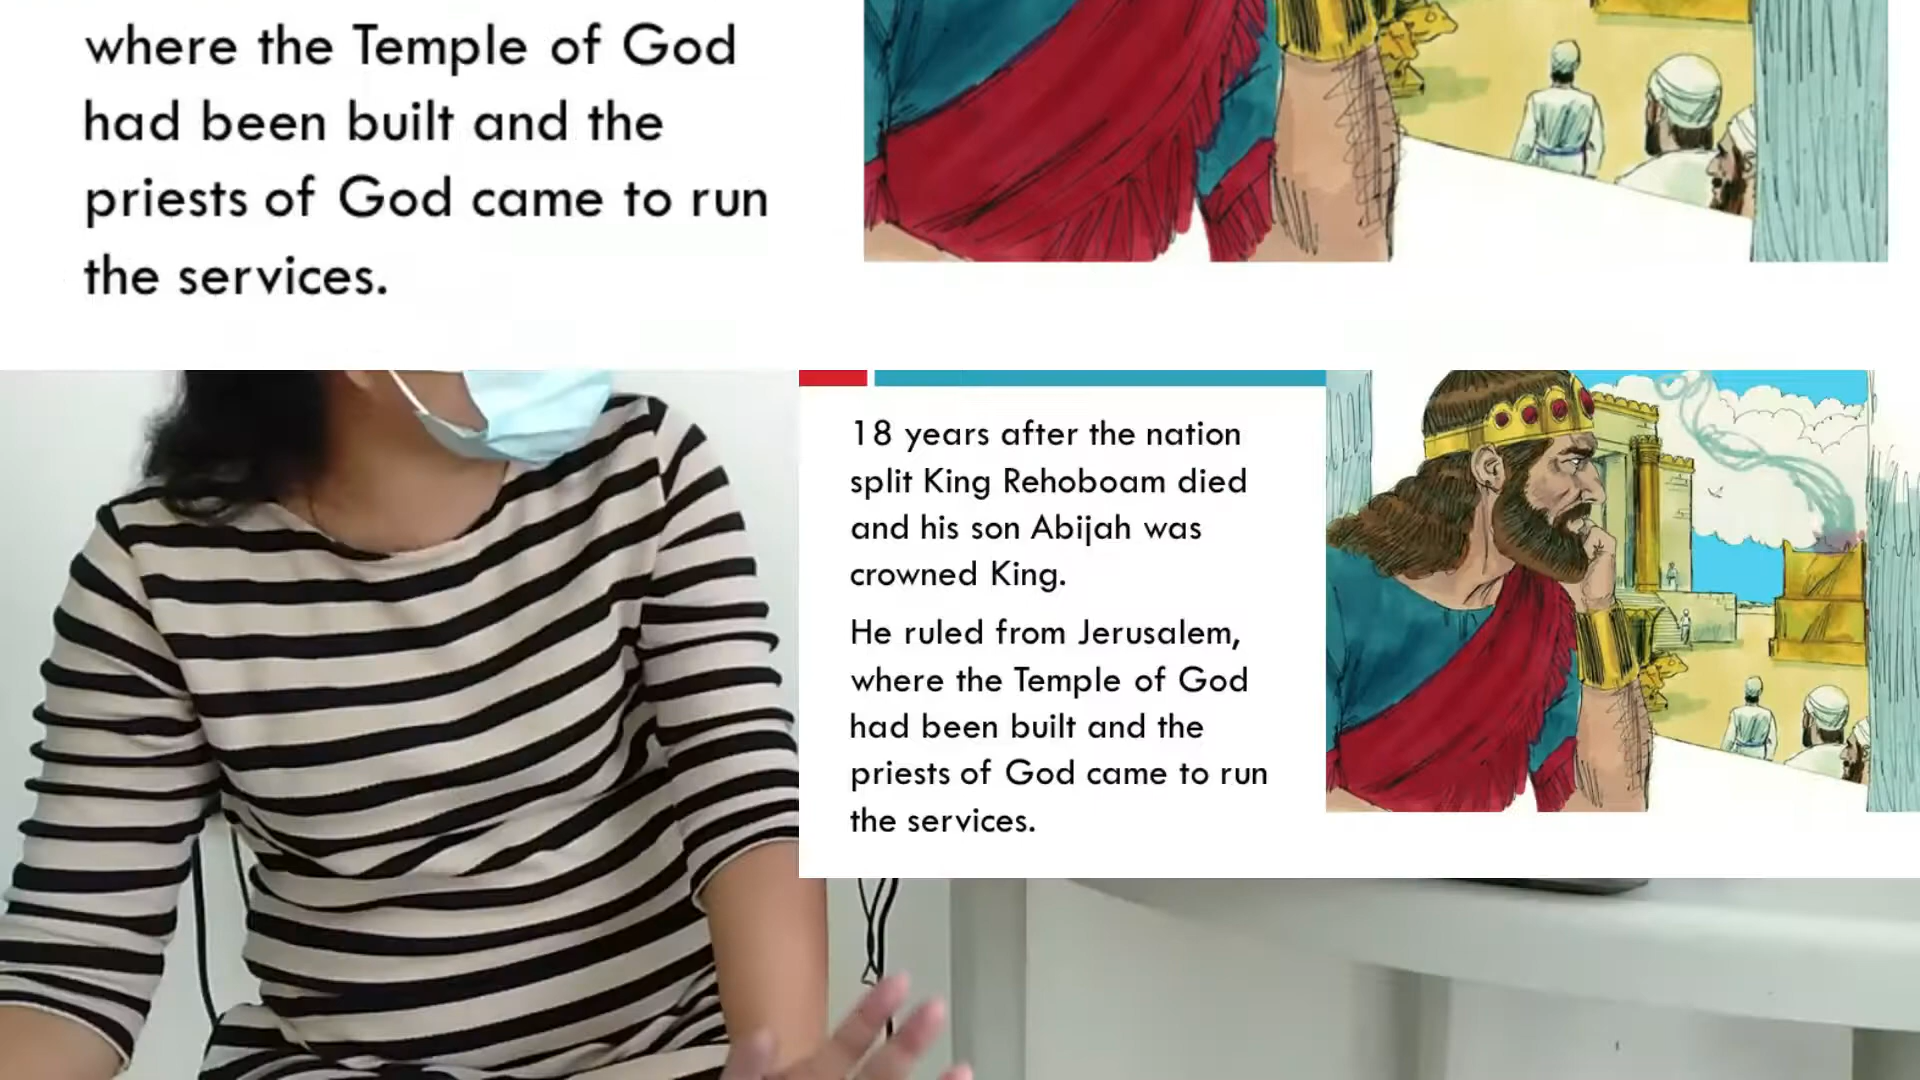 where the Temple of God
had been built and the
priests of God came to run
the services.
18 years after the nation
split King Rehoboam died
and his son Abijah was
crowned King.
He ruled from Jerusalem,
where the Temple of God
had been built and the
priests of God came to run
the services.